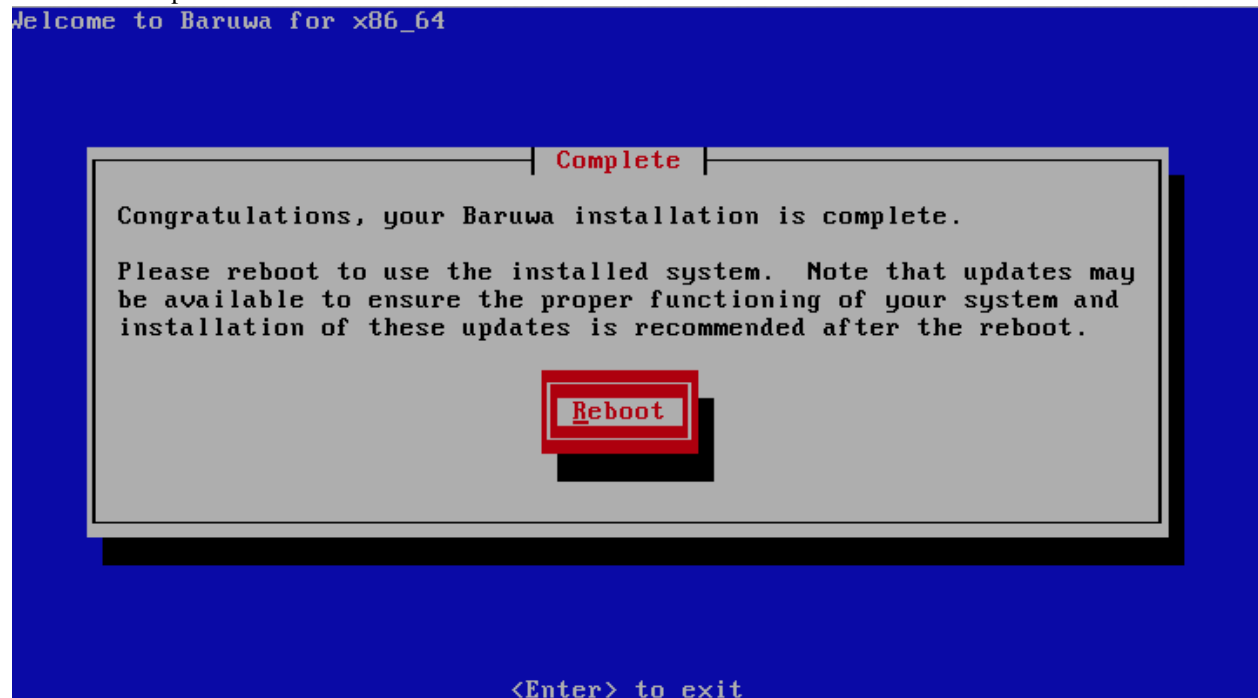 Welcome to Baruwa for x86_64
Complete
Congratulations, your Baruwa installation is complete.
Please reboot to use the installed system.  Note that updates may
be available to ensure the proper functioning of your system and
installation of these updates is recommended after the reboot.
Reboot
<Enter> to exit